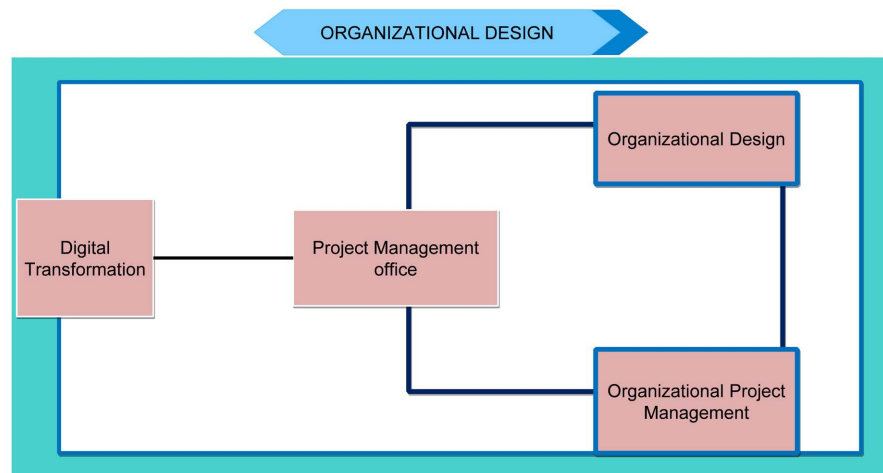 ORGANIZATIONAL DESIGN
Organizational Design
Digital
Transformation
Project Management
office
Organizational Project
Management